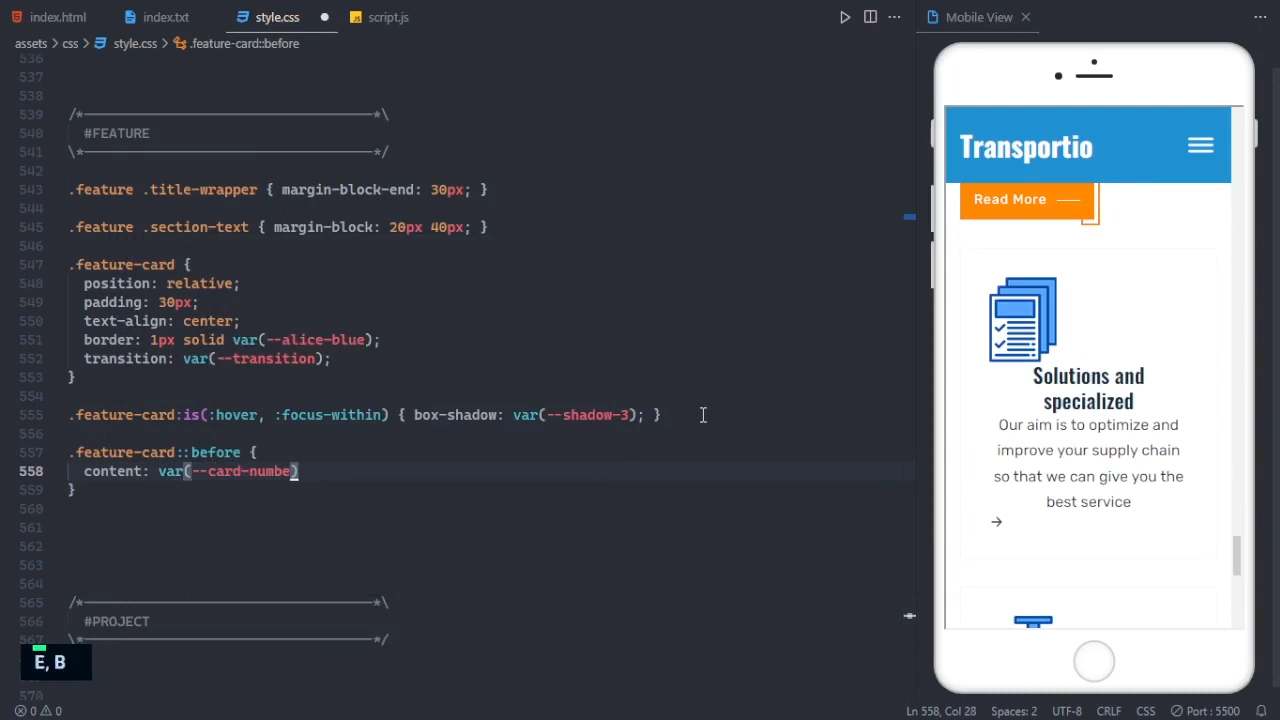 index.html index.txt style.css script.js Mobile View
assets > css > style.css > .feature-card::before
536
537
538
539 /*-----------------------------------*\
540 #FEATURE
541 \*-----------------------------------*/
542
543 .feature .title-wrapper { margin-block-end: 30px; }
544
545 .feature .section-text { margin-block: 20px 40px; }
546
547 .feature-card {
548 position: relative;
549 padding: 30px;
550 text-align: center;
551 border: 1px solid var(--alice-blue);
552 transition: var(--transition);
553 }
554
555 .feature-card:is(:hover, :focus-within) { box-shadow: var(--shadow-3); }
556
557 .feature-card::before {
558 content: var(--card-numbe)
559 }
560
561
562
563
564
565 /*-----------------------------------*\
566 #PROJECT
567 \*-----------------------------------*/
570
E, B
Transportio
Read More
Solutions and
specialized
Our aim is to optimize and
improve your supply chain
so that we can give you the
best service
0 0 Ln 558, Col 28 Spaces: 2 UTF-8 CRLF CSS Port : 5500